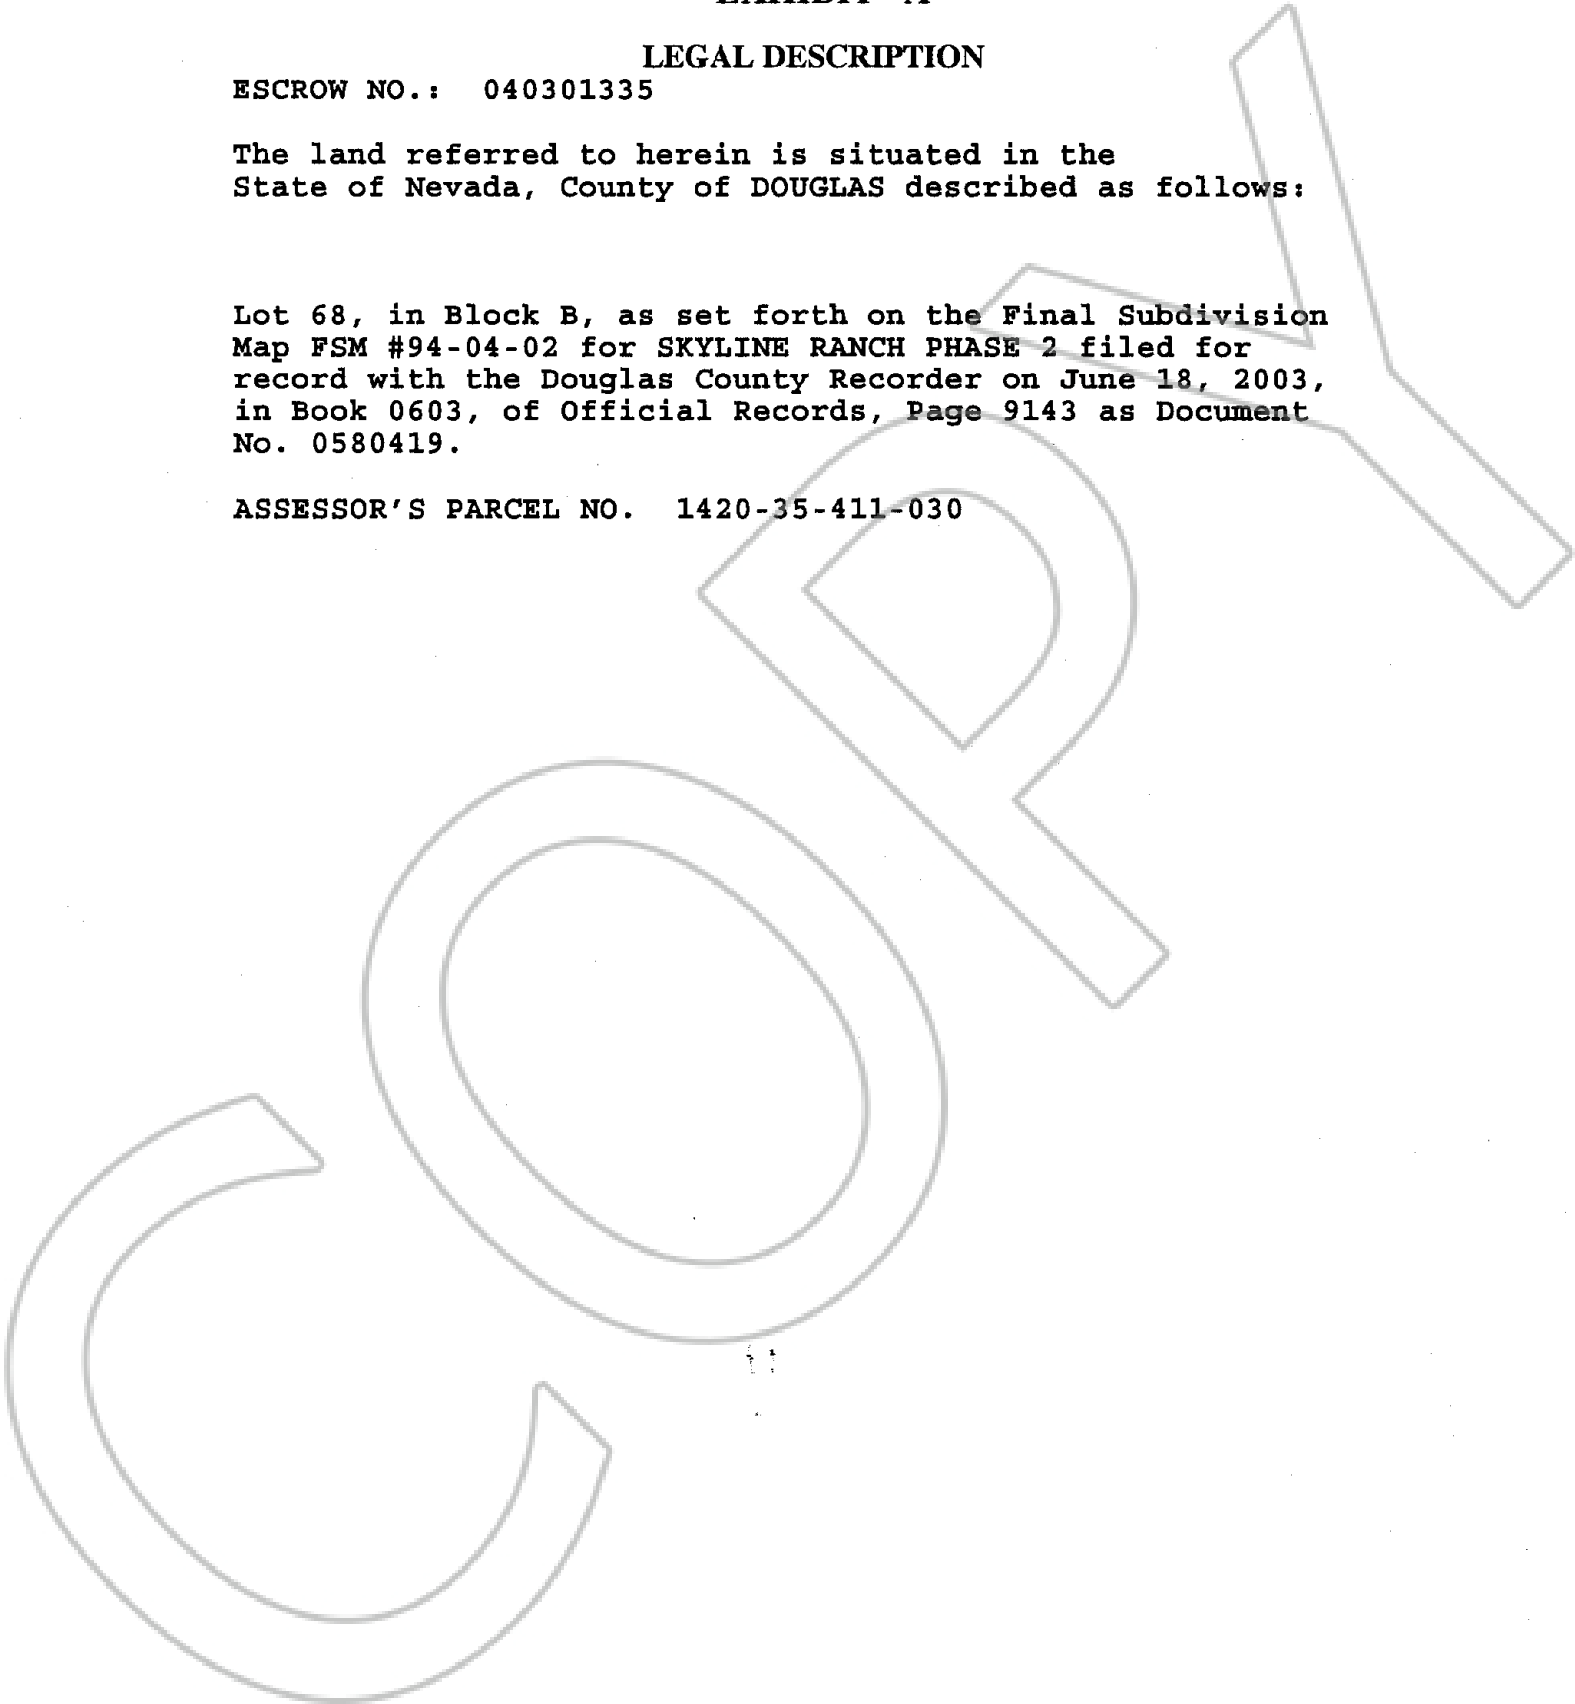 LEGAL DESCRIPTION
ESCROW NO.: 040301335
The land referred to herein is situated in the
State of Nevada, County of DOUGLAS described as follows:
Lot 68, in Block B, as set forth on the Final Subdivision
Map FSM #94-04-02 for SKYLINE RANCH PHASE 2 filed for
record with the Douglas County Recorder on June 18, 2003,
in Book 0603, of Official Records, Page 9143 as Document
No. 0580419.
ASSESSOR'S PARCEL NO. 1420-35-411-030
COPY